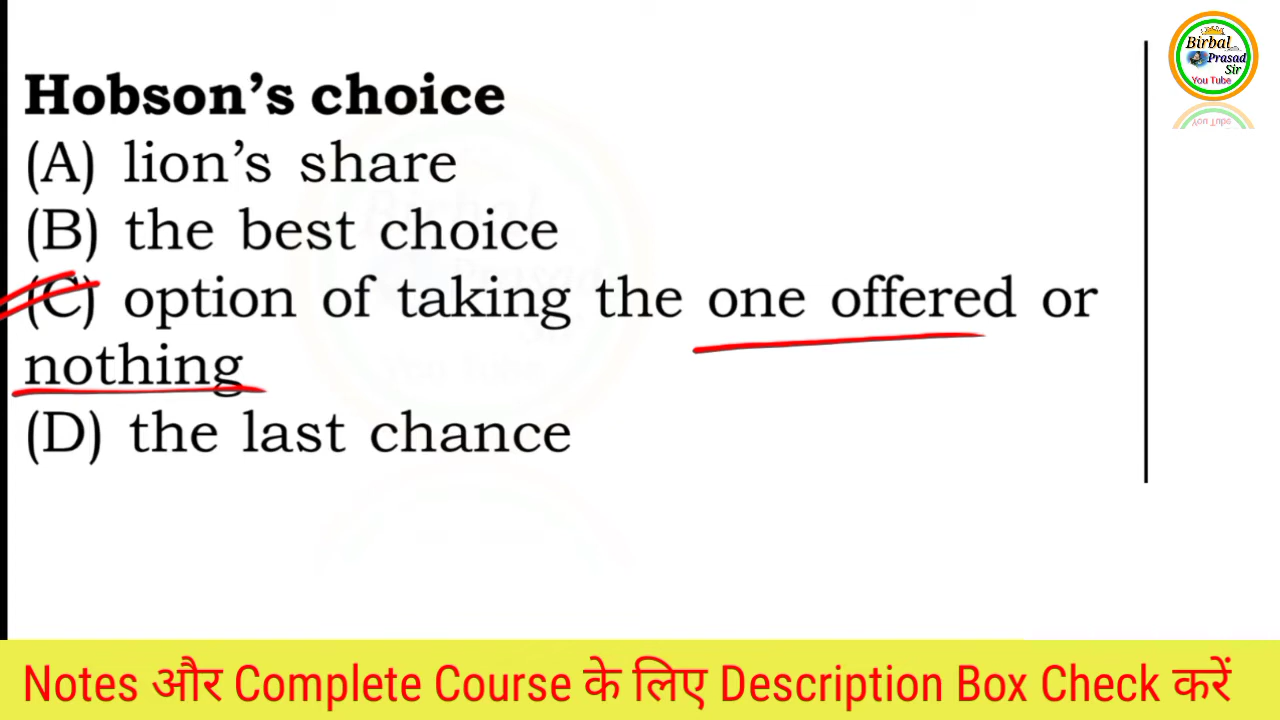 Birbal
Prasad
Sir
You Tube
Hobson’s choice
(A) lion’s share
(B) the best choice
(C) option of taking the one offered or
nothing
(D) the last chance
Notes और Complete Course के लिए Description Box Check करें